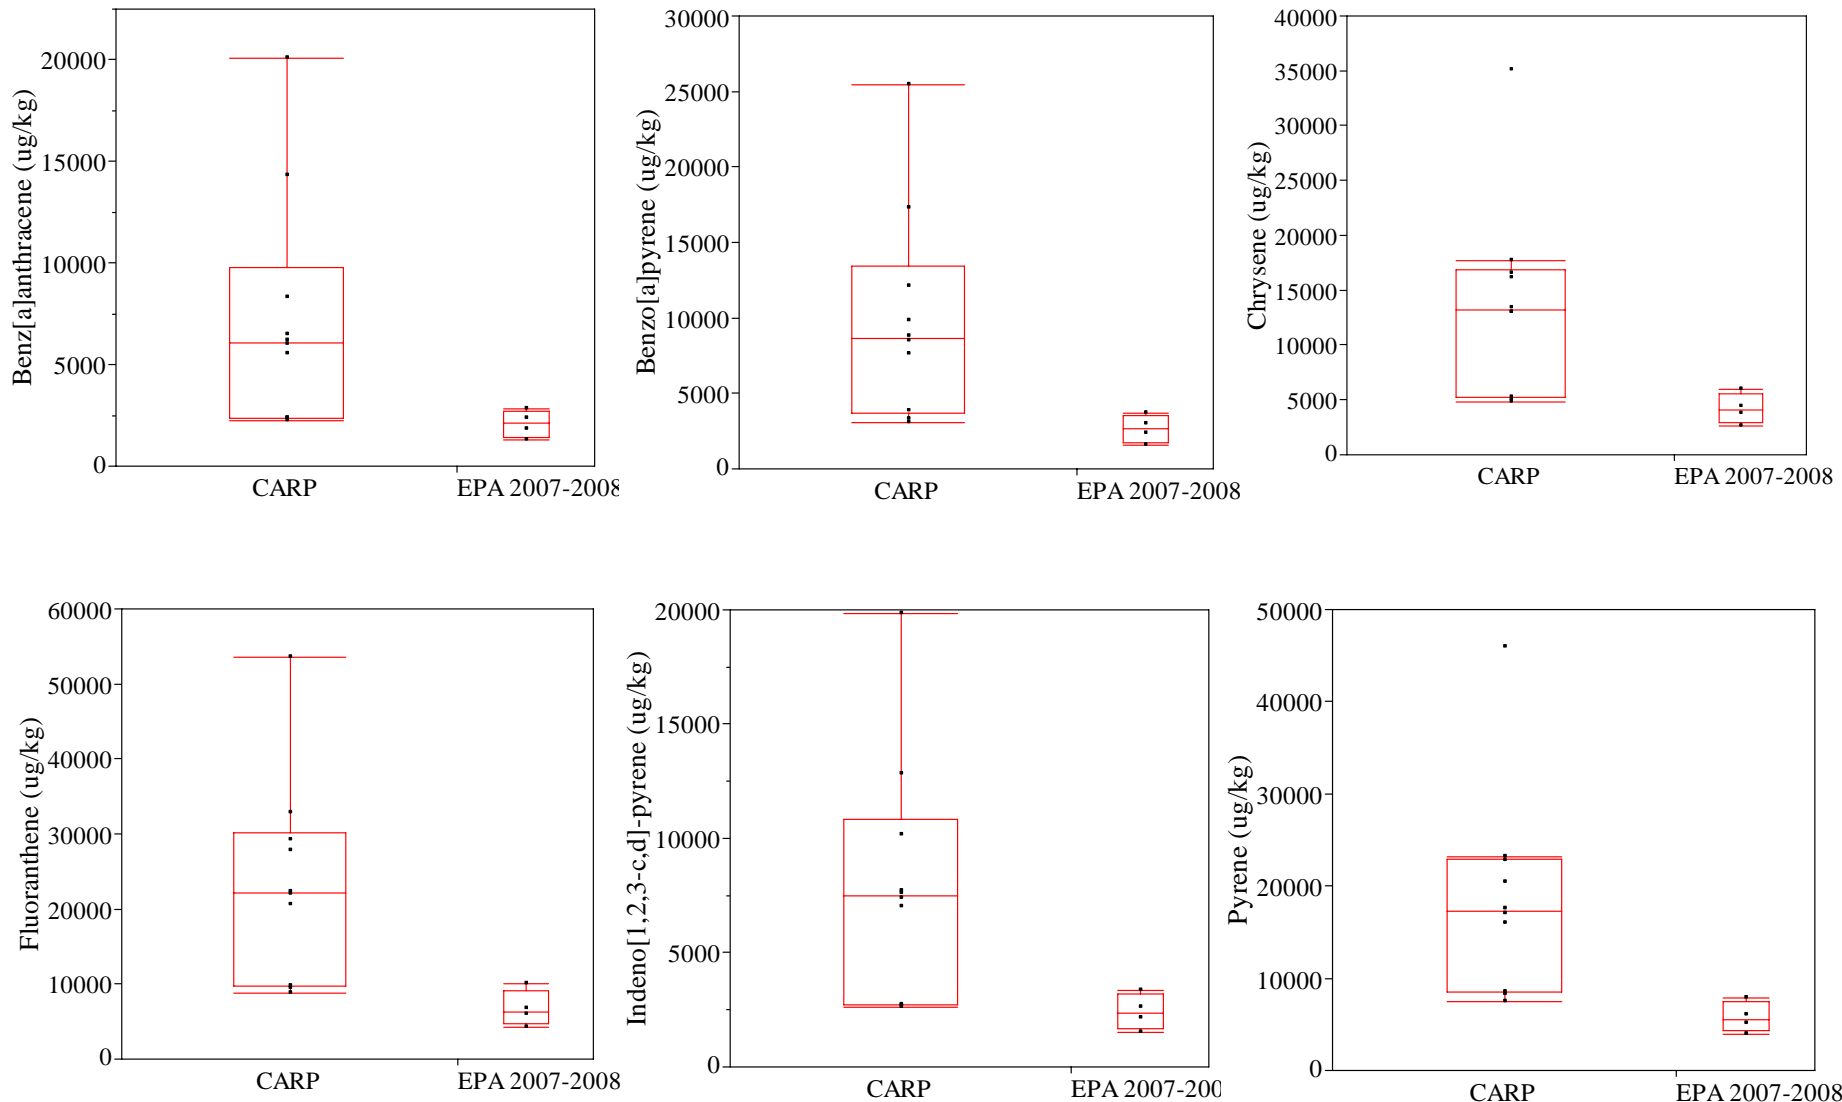 Benz[a]anthracene (ug/kg)
20000
15000
10000
5000
0
CARP
EPA 2007-2008
Benzo[a]pyrene (ug/kg)
30000
25000
20000
15000
10000
5000
0
CARP
EPA 2007-2008
Chrysene (ug/kg)
40000
35000
30000
25000
20000
15000
10000
5000
0
CARP
EPA 2007-2008
Fluoranthene (ug/kg)
60000
50000
40000
30000
20000
10000
0
CARP
EPA 2007-2008
Indeno[1,2,3-c,d]-pyrene (ug/kg)
20000
15000
10000
5000
0
CARP
EPA 2007-200
Pyrene (ug/kg)
50000
40000
30000
20000
10000
0
CARP
EPA 2007-2008